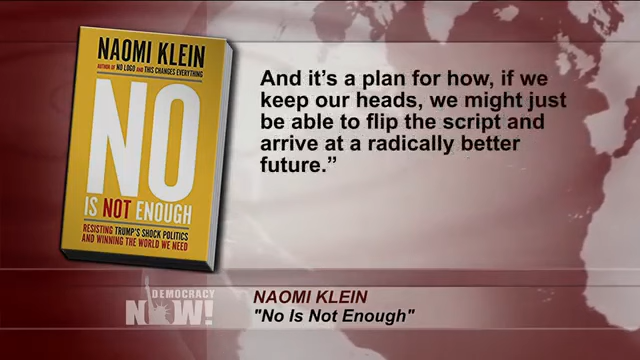 NAOMI KLEIN
AUTHOR OF NO LOGO AND THIS CHANGES EVERYTHING
NO
IS NOT ENOUGH
RESISTING TRUMP'S SHOCK POLITICS
AND WINNING THE WORLD WE NEED
And it's a plan for how, if we
keep our heads, we might just
be able to flip the script and
arrive at a radically better
future.”
DEMOCRACY
NOW!
NAOMI KLEIN
"No Is Not Enough"